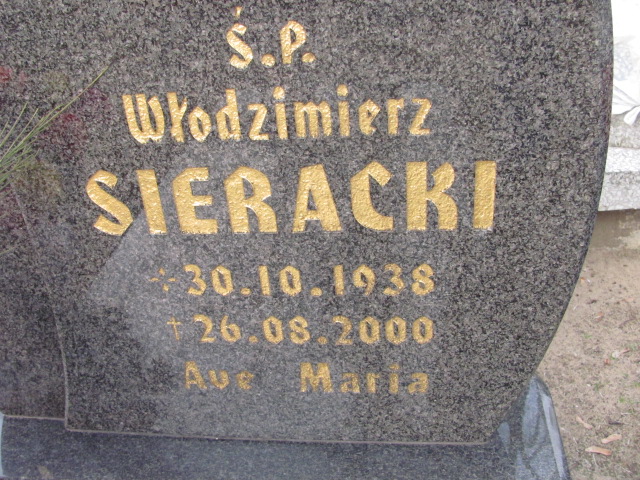 Ś.P.
Włodzimierz
SIERACKI
* 30.10.1938
† 26.08.2000
Ave Maria